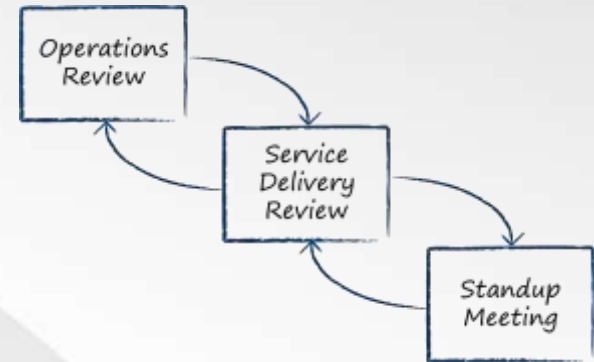 Operations
Review
Service
Delivery
Review
Standup
Meeting